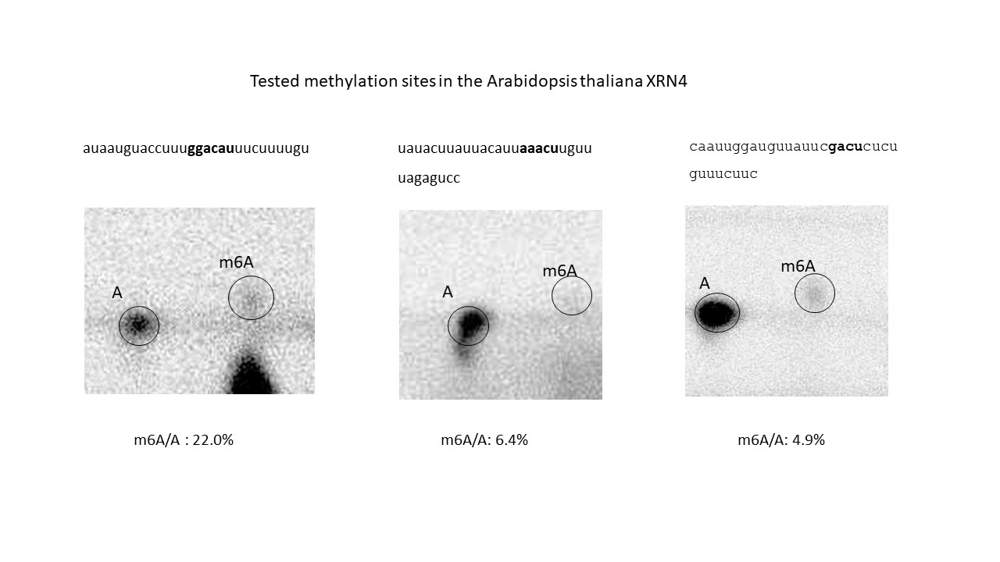 Tested methylation sites in the Arabidopsis thaliana XRN4
auaauguaccuuuggacauuucuuuugu
uauacuuauuacauuaaacuuguu
uagagucc
caauuggauguuauucgacucucu
guuucuuc
A
m6A
A
m6A
A
m6A
m6A/A : 22.0%
m6A/A: 6.4%
m6A/A: 4.9%